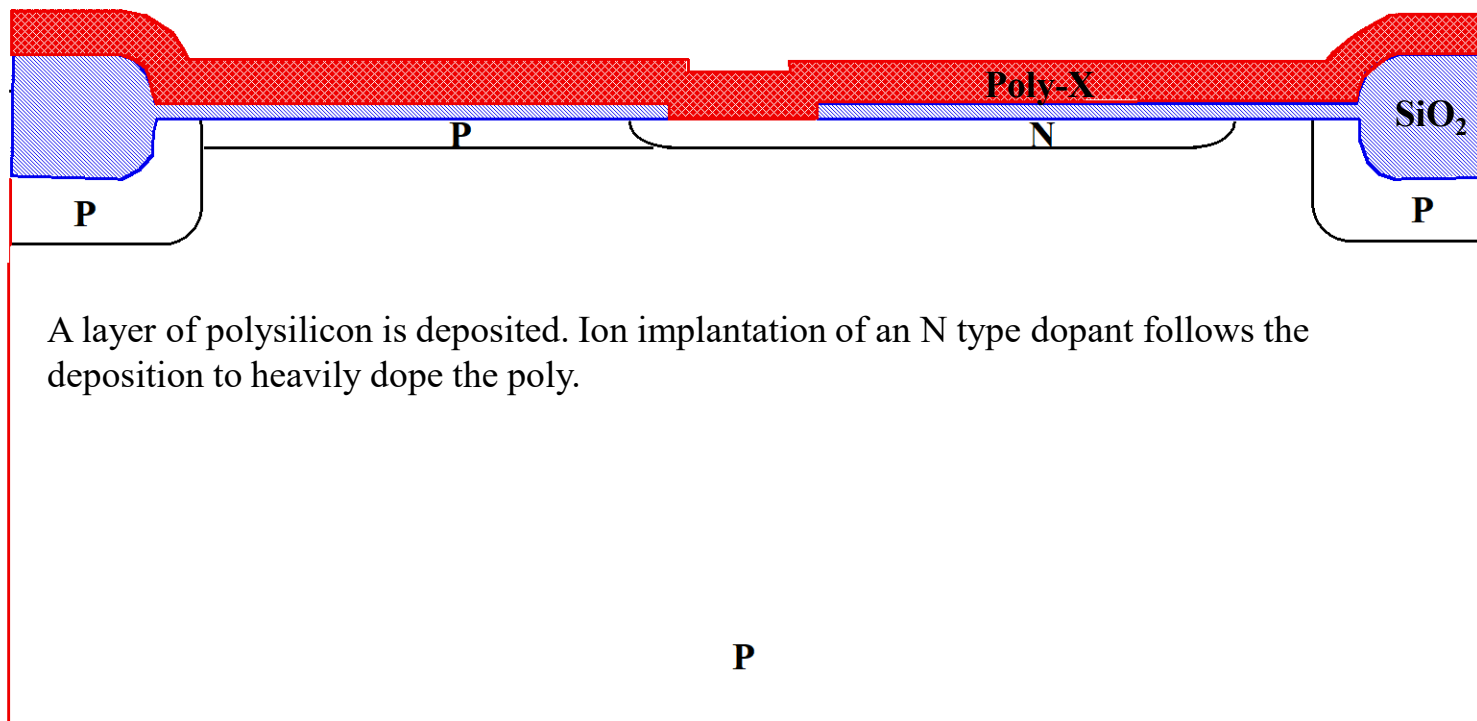 Poly-X
SiO₂
P
N
P
P
A layer of polysilicon is deposited. Ion implantation of an N type dopant follows the
deposition to heavily dope the poly.
P